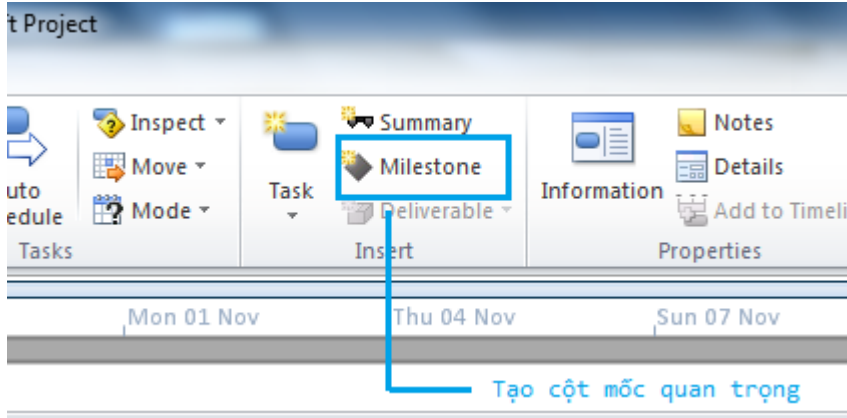 ft Project
Inspect
Summary
Notes
Move
Milestone
Details
uto
edule
Mode
Task
Deliverable
Information
Add to Timeli
Tasks
Insert
Properties
Mon 01 Nov
Thu 04 Nov
Sun 07 Nov
Tạo cột mốc quan trọng